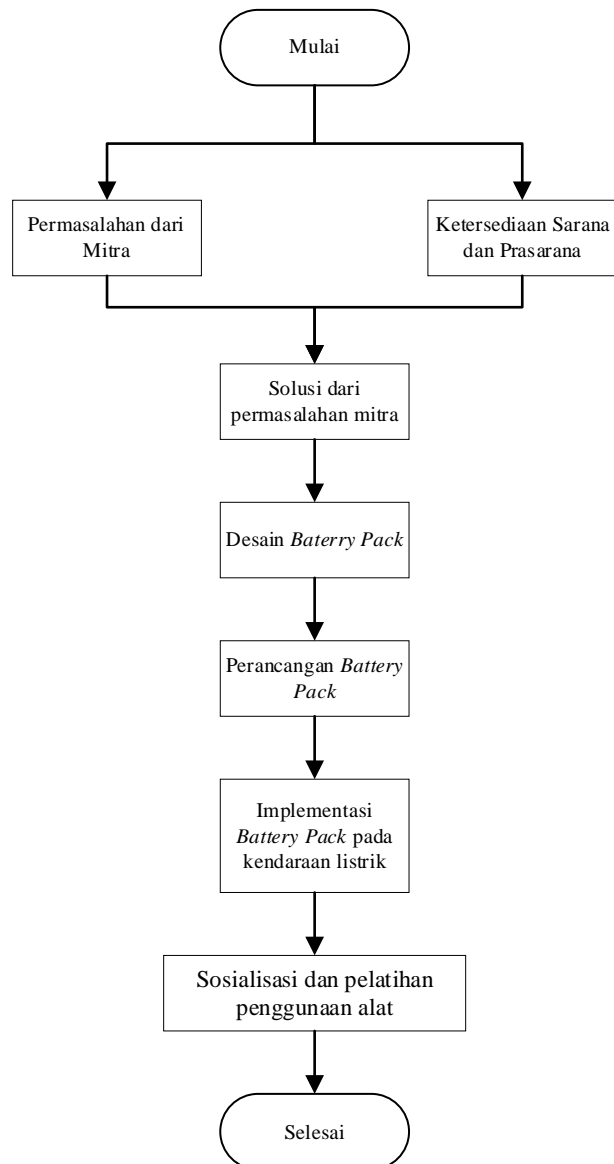 Mulai
Permasalahan dari
Mitra
Ketersediaan Sarana
dan Prasarana
Solusi dari
permasalahan mitra
Desain Baterry Pack
Perancangan Battery
Pack
Implementasi
Battery Pack pada
kendaraan listrik
Sosialisasi dan pelatihan
penggunaan alat
Selesai